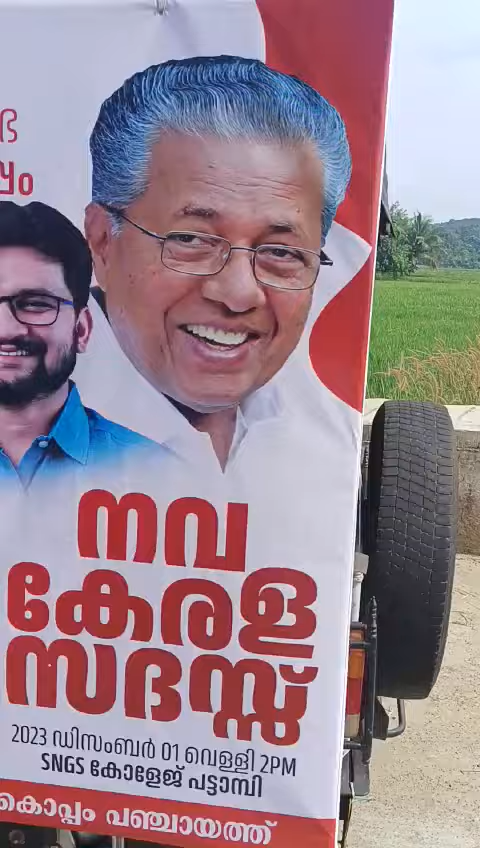 നവ
കേരള
സദസ്സ്
2023 ഡിസംബർ 01 വെള്ളി 2PM
SNGS കോളേജ് പട്ടാമ്പി
കൊപ്പം പഞ്ചായത്ത്